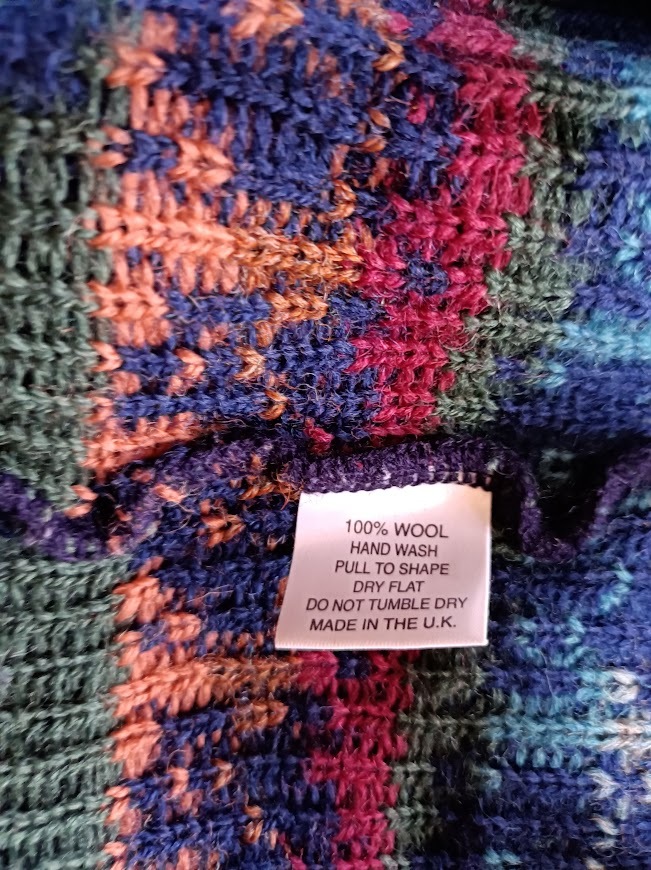 100% WOOL
HAND WASH
PULL TO SHAPE
DRY FLAT
DO NOT TUMBLE DRY
MADE IN THE U.K.